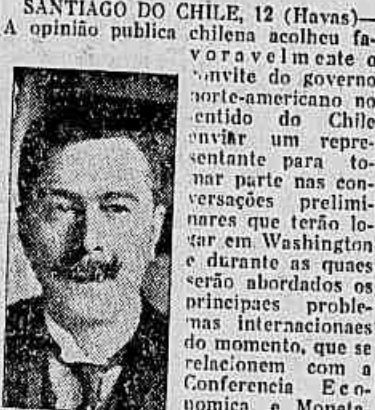 SANTIAGO DO CHILE, 12 (Havas)—
A opinião publica chilena acolheu fa-
voravelmente o
convite do governo
norte-americano no
sentido do Chile
enviar um repre-
sentante para to-
mar parte nas con-
versações prelimi-
nares que terão lo-
gar em Washington
e durante as quaes
serão abordados os
principaes proble-
mas internacionaes
do momento, que se
relacionem com a
Conferencia Eco-
nomica e Moneta-